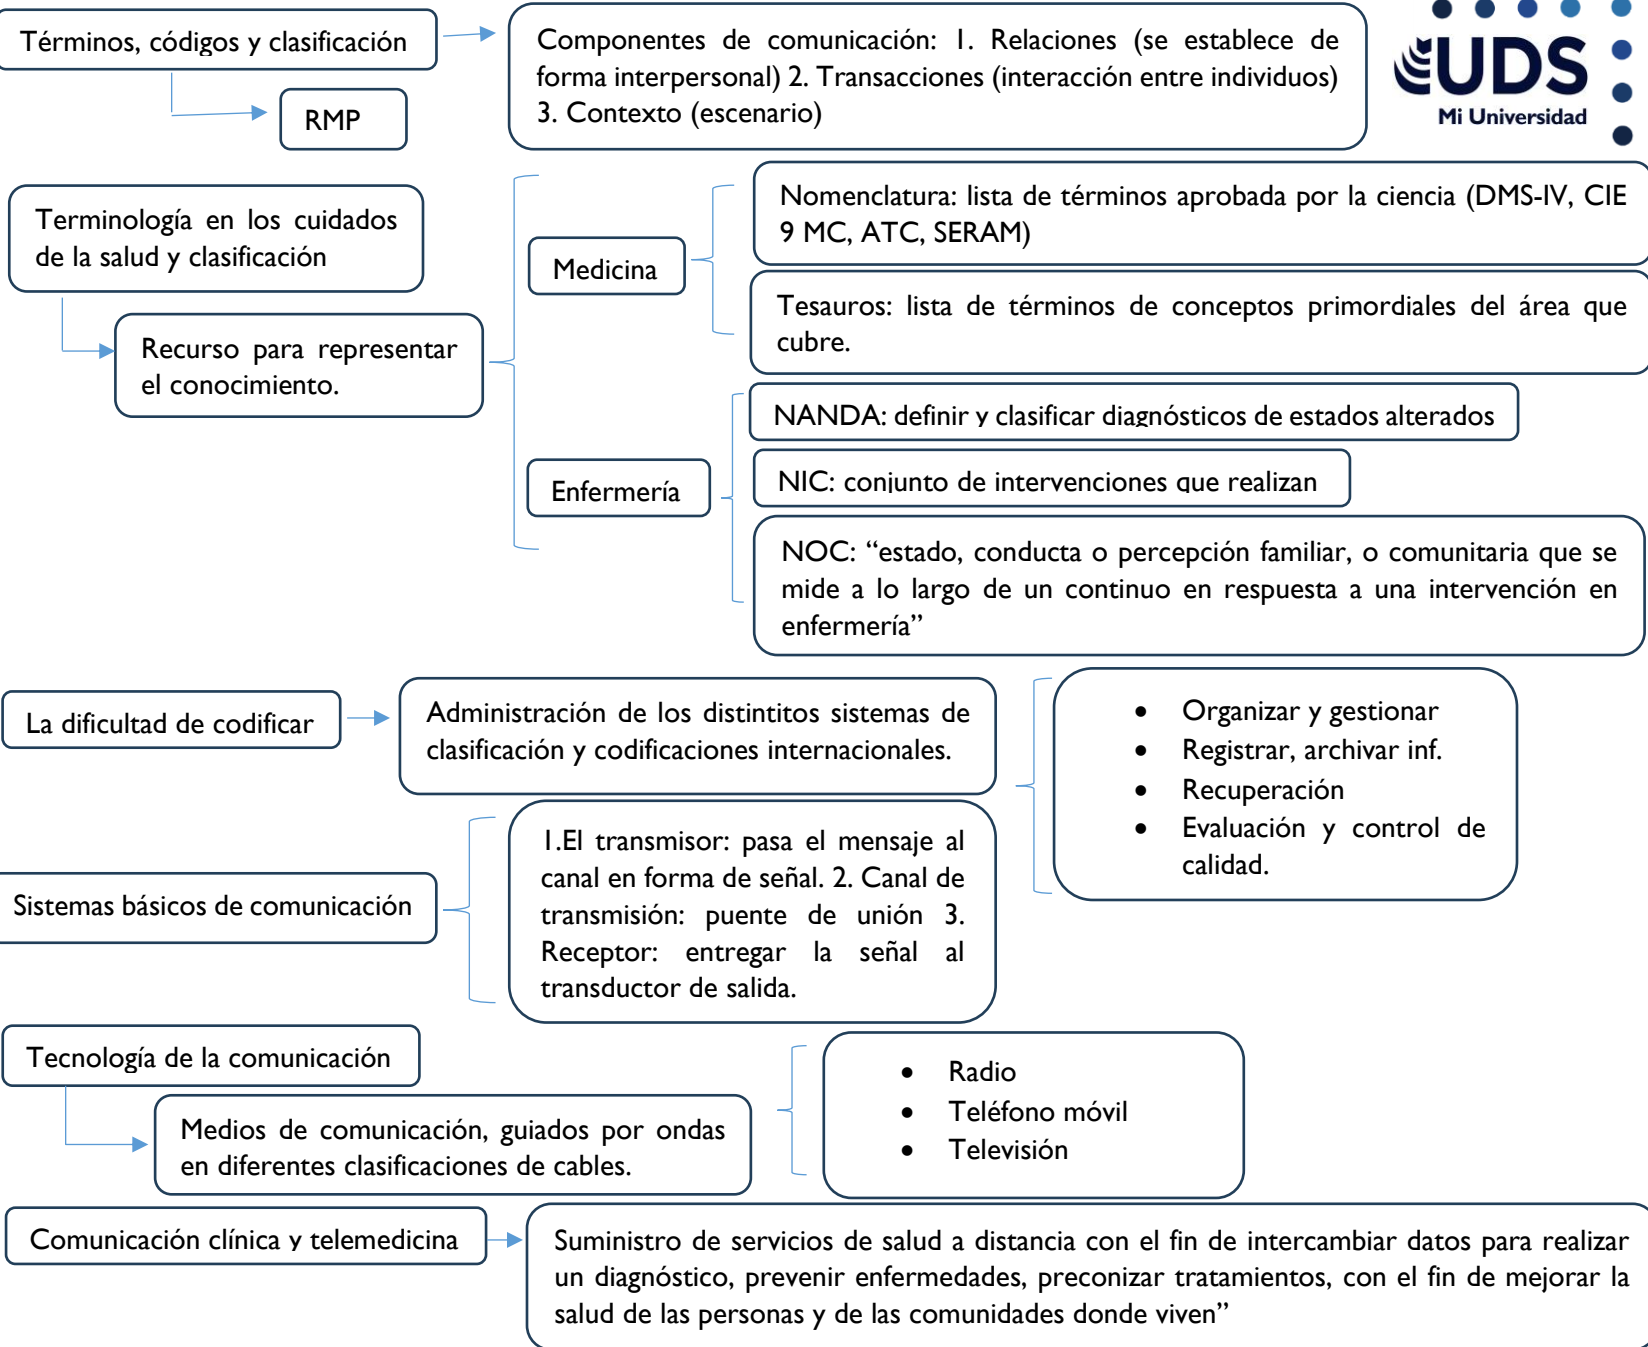 Términos, códigos y clasificación
RMP
Componentes de comunicación: 1. Relaciones (se establece de
forma interpersonal) 2. Transacciones (interacción entre individuos)
3. Contexto (escenario)
UDS
Mi Universidad
Terminología en los cuidados
de la salud y clasificación
Recurso para representar
el conocimiento.
Medicina
Nomenclatura: lista de términos aprobada por la ciencia (DMS-IV, CIE
9 MC, ATC, SERAM)
Tesauros: lista de términos de conceptos primordiales del área que
cubre.
Enfermería
NANDA: definir y clasificar diagnósticos de estados alterados
NIC: conjunto de intervenciones que realizan
NOC: “estado, conducta o percepción familiar, o comunitaria que se
mide a lo largo de un continuo en respuesta a una intervención en
enfermería”
La dificultad de codificar
Administración de los distintitos sistemas de
clasificación y codificaciones internacionales.
• Organizar y gestionar
• Registrar, archivar inf.
• Recuperación
• Evaluación y control de
calidad.
Sistemas básicos de comunicación
1.El transmisor: pasa el mensaje al
canal en forma de señal. 2. Canal de
transmisión: puente de unión 3.
Receptor: entregar la señal al
transductor de salida.
Tecnología de la comunicación
Medios de comunicación, guiados por ondas
en diferentes clasificaciones de cables.
• Radio
• Teléfono móvil
• Televisión
Comunicación clínica y telemedicina
Suministro de servicios de salud a distancia con el fin de intercambiar datos para realizar
un diagnóstico, prevenir enfermedades, preconizar tratamientos, con el fin de mejorar la
salud de las personas y de las comunidades donde viven”